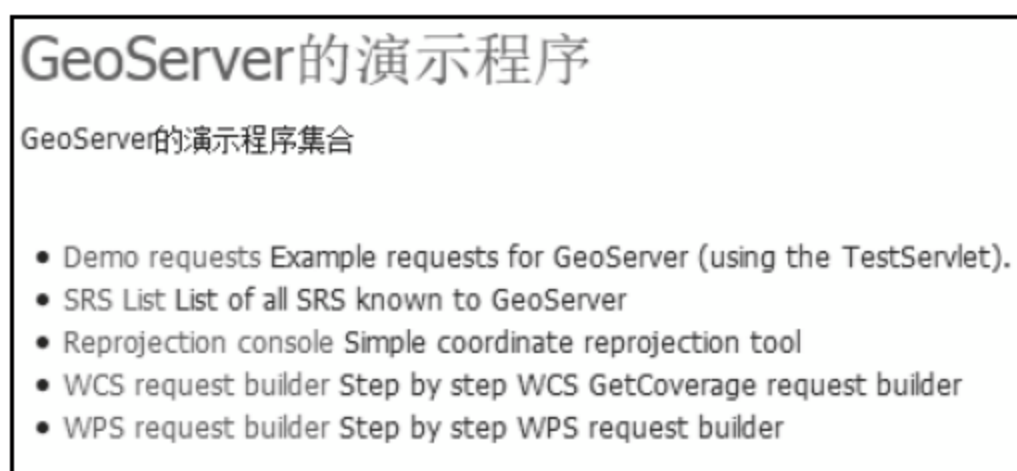 GeoServer的演示程序
GeoServer的演示程序集合
• Demo requests Example requests for GeoServer (using the TestServlet).
• SRS List List of all SRS known to GeoServer
• Reprojection console Simple coordinate reprojection tool
• WCS request builder Step by step WCS GetCoverage request builder
• WPS request builder Step by step WPS request builder